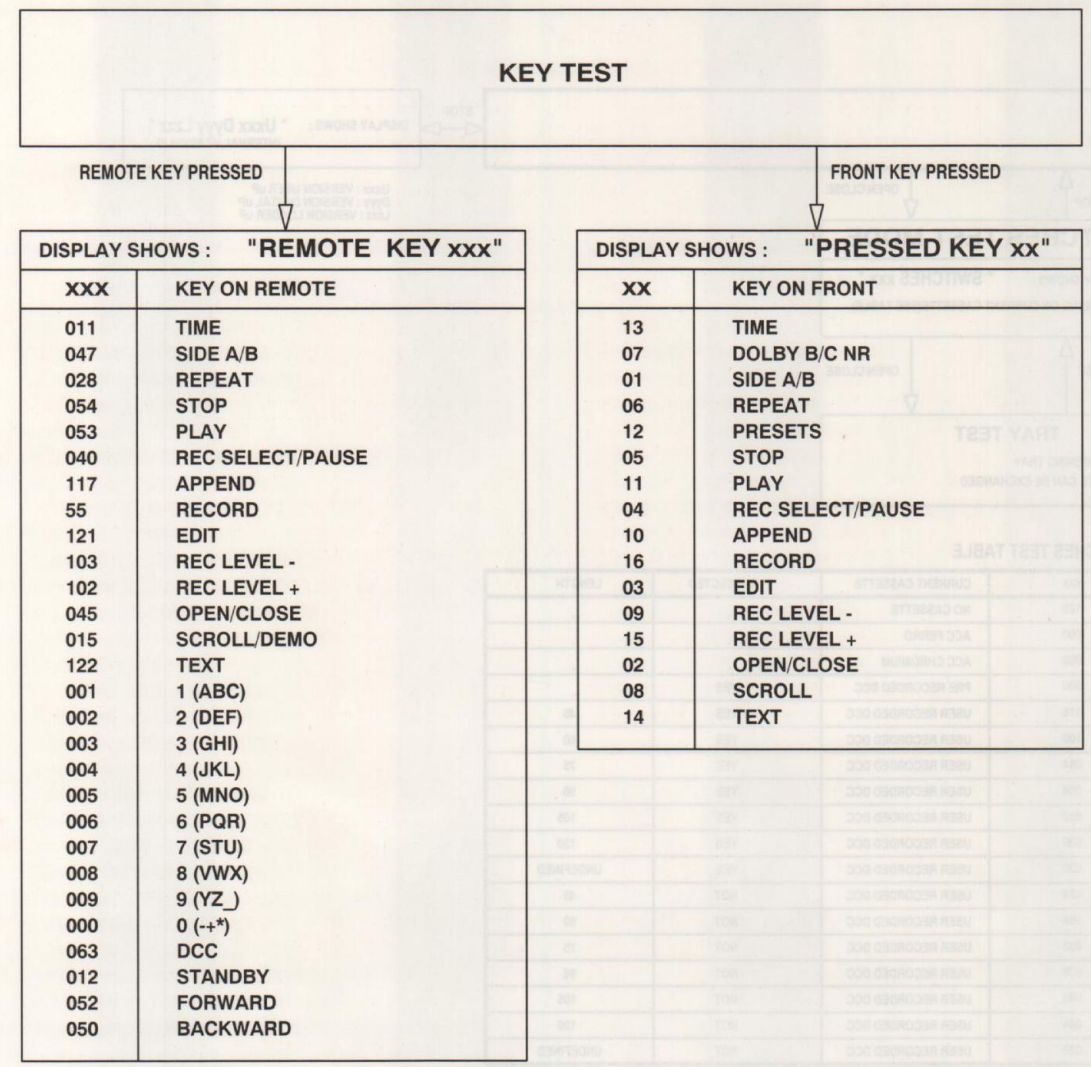 KEY TEST
REMOTE KEY PRESSED
DISPLAY SHOWS : "REMOTE KEY xxx"
XXX KEY ON REMOTE
011 TIME
047 SIDE A/B
028 REPEAT
054 STOP
053 PLAY
040 REC SELECT/PAUSE
117 APPEND
55 RECORD
121 EDIT
103 REC LEVEL -
102 REC LEVEL +
045 OPEN/CLOSE
015 SCROLL/DEMO
122 TEXT
001 1 (ABC)
002 2 (DEF)
003 3 (GHI)
004 4 (JKL)
005 5 (MNO)
006 6 (PQR)
007 7 (STU)
008 8 (VWX)
009 9 (YZ_)
000 0 (-+*)
063 DCC
012 STANDBY
052 FORWARD
050 BACKWARD
FRONT KEY PRESSED
DISPLAY SHOWS : "PRESSED KEY xx"
XX KEY ON FRONT
13 TIME
07 DOLBY B/C NR
01 SIDE A/B
06 REPEAT
12 PRESETS
05 STOP
11 PLAY
04 REC SELECT/PAUSE
10 APPEND
16 RECORD
03 EDIT
09 REC LEVEL -
15 REC LEVEL +
02 OPEN/CLOSE
08 SCROLL
14 TEXT